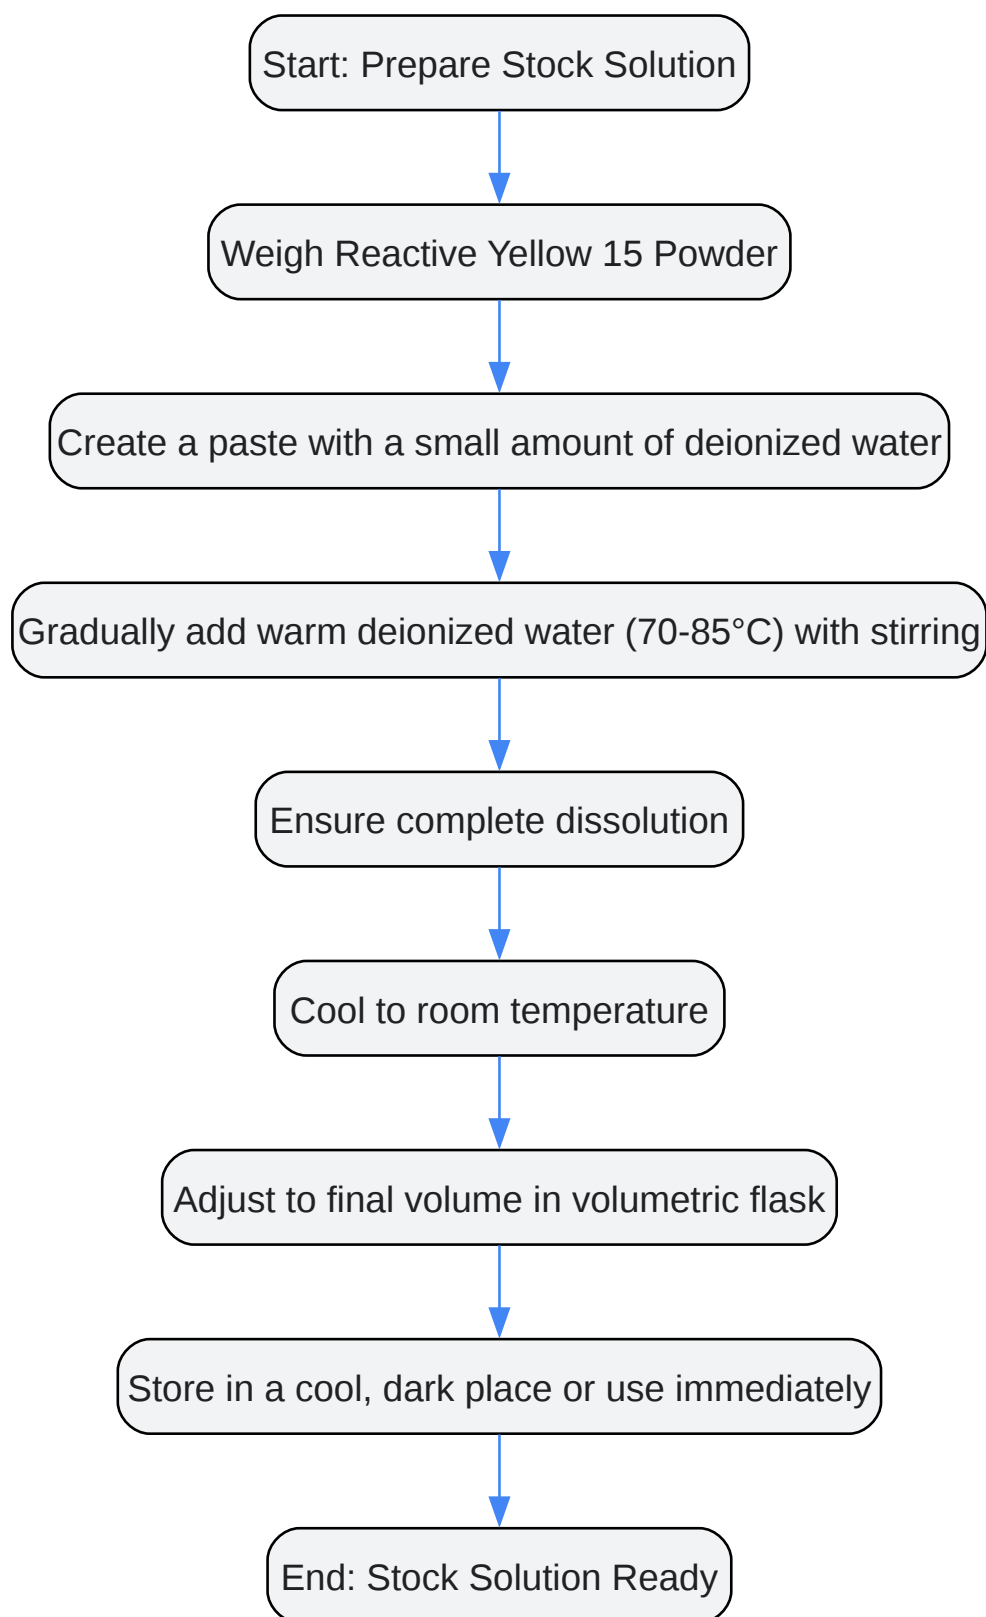 Start: Prepare Stock Solution
Weigh Reactive Yellow 15 Powder
Create a paste with a small amount of deionized water
Gradually add warm deionized water (70-85°C) with stirring
Ensure complete dissolution
Cool to room temperature
Adjust to final volume in volumetric flask
Store in a cool, dark place or use immediately
End: Stock Solution Ready